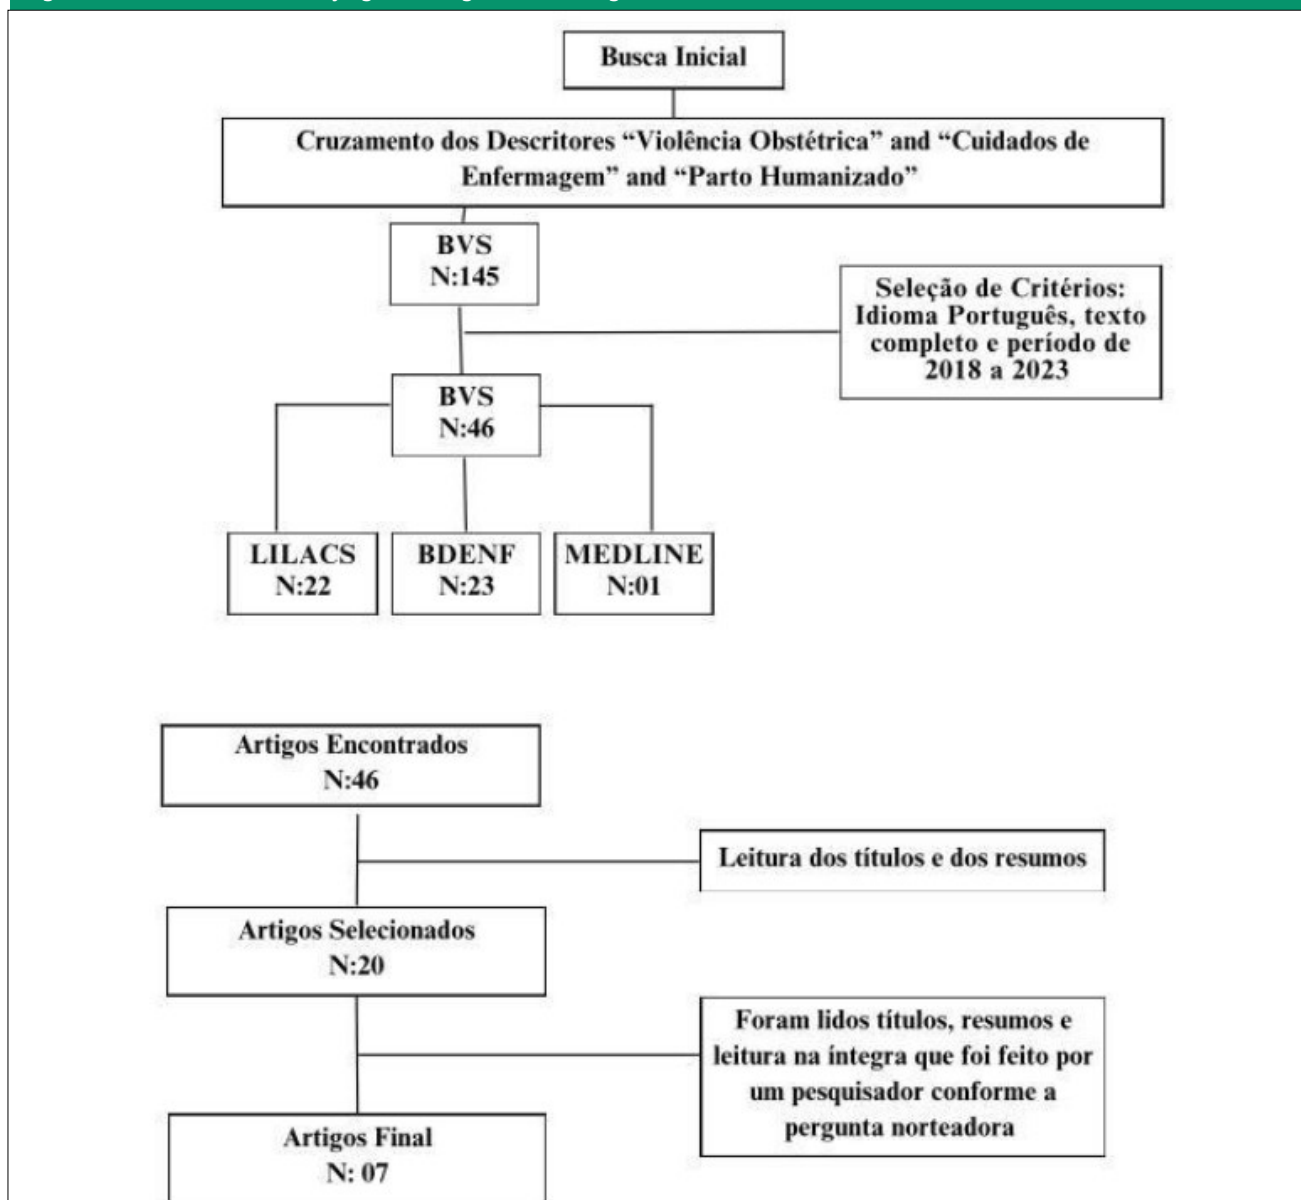 Busca Inicial
Cruzamento dos Descritores “Violência Obstétrica” and “Cuidados de
Enfermagem” and “Parto Humanizado”
BVS
N:145
Seleção de Critérios:
Idioma Português, texto
completo e período de
2018 a 2023
BVS
N:46
LILACS
N:22
BDENF
N:23
MEDLINE
N:01
Artigos Encontrados
N:46
Leitura dos títulos e dos resumos
Artigos Selecionados
N:20
Foram lidos títulos, resumos e
leitura na íntegra que foi feito por
um pesquisador conforme a
pergunta norteadora
Artigos Final
N: 07